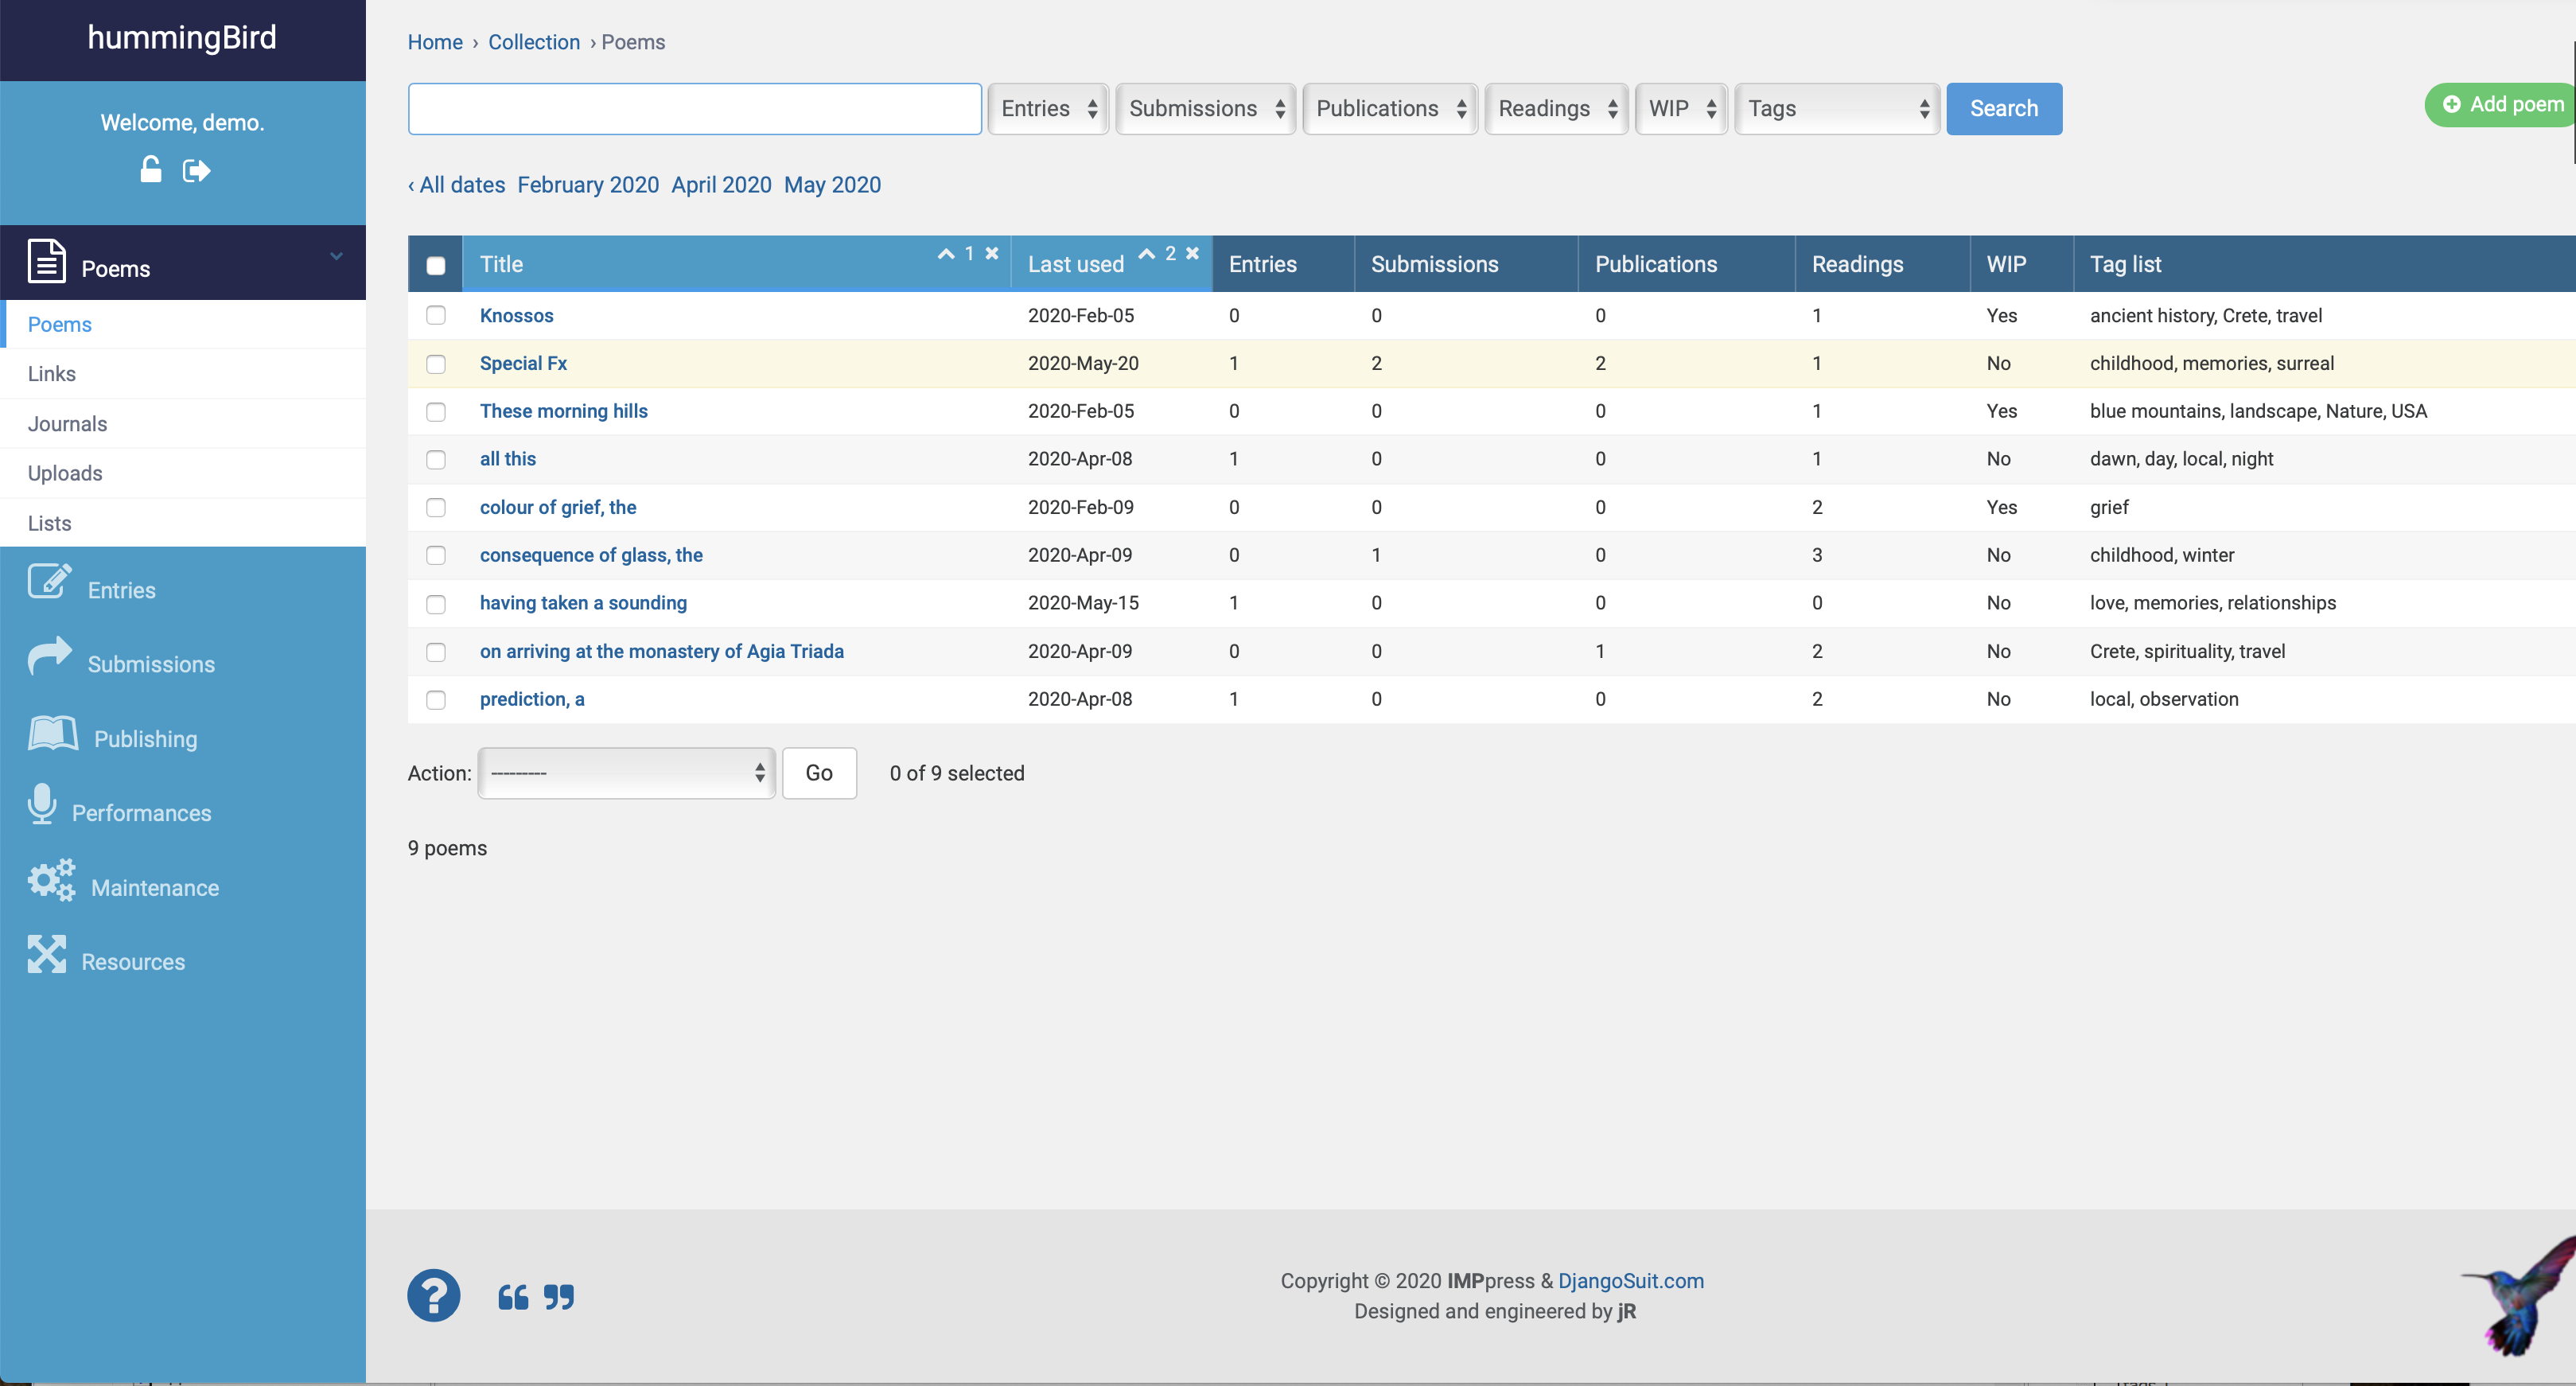 hummingBird
Welcome, demo.
Poems
Poems
Links
Journals
Uploads
Lists
Entries
Submissions
Publishing
Performances
Maintenance
Resources
Home › Collection › Poems
Entries Submissions Publications Readings WIP Tags Search Add poem
‹ All dates February 2020 April 2020 May 2020
Title 1 Last used 2 Entries Submissions Publications Readings WIP Tag list
Knossos 2020-Feb-05 0 0 0 1 Yes ancient history, Crete, travel
Special Fx 2020-May-20 1 2 2 1 No childhood, memories, surreal
These morning hills 2020-Feb-05 0 0 0 1 Yes blue mountains, landscape, Nature, USA
all this 2020-Apr-08 1 0 0 1 No dawn, day, local, night
colour of grief, the 2020-Feb-09 0 0 0 2 Yes grief
consequence of glass, the 2020-Apr-09 0 1 0 3 No childhood, winter
having taken a sounding 2020-May-15 1 0 0 0 No love, memories, relationships
on arriving at the monastery of Agia Triada 2020-Apr-09 0 0 1 2 No Crete, spirituality, travel
prediction, a 2020-Apr-08 1 0 0 2 No local, observation
Action: --------- Go 0 of 9 selected
9 poems
Copyright © 2020 IMPpress & DjangoSuit.com
Designed and engineered by jR